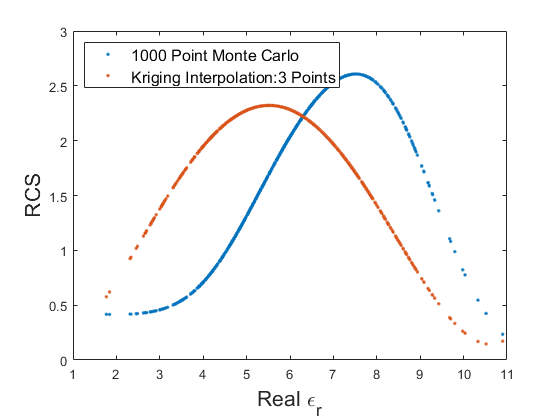 1000 Point Monte Carlo
Kriging Interpolation:3 Points
RCS
3
2.5
2
1.5
1
0.5
0
1 2 3 4 5 6 7 8 9 10 11
Real ϵr